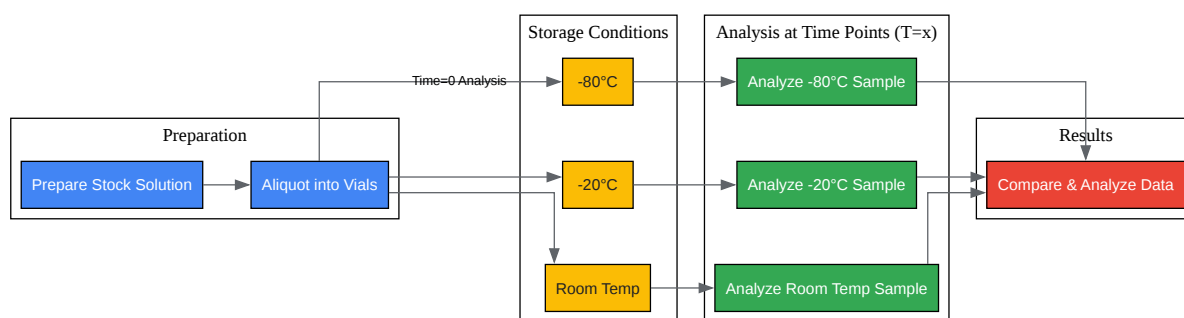 Storage Conditions
Analysis at Time Points (T=x)
Time=0 Analysis
-80°C
Analyze -80°C Sample
Preparation
Results
Prepare Stock Solution
Aliquot into Vials
-20°C
Analyze -20°C Sample
Compare & Analyze Data
Room Temp
Analyze Room Temp Sample